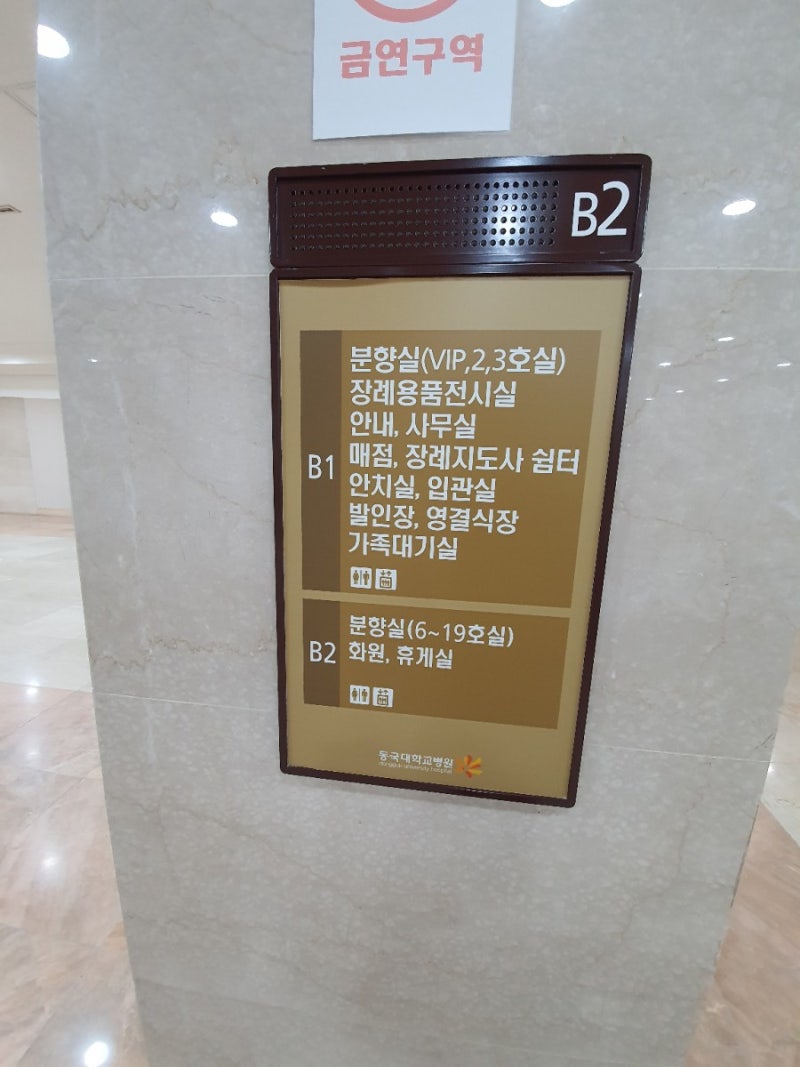 금연구역
B2
B1
분향실(VIP,2,3호실)
장례용품전시실
안내, 사무실
매점, 장례지도사 쉼터
안치실, 입관실
발인장, 영결식장
가족대기실
B2
분향실(6~19호실)
화원, 휴게실
동국대학교병원
dongguk university hospital